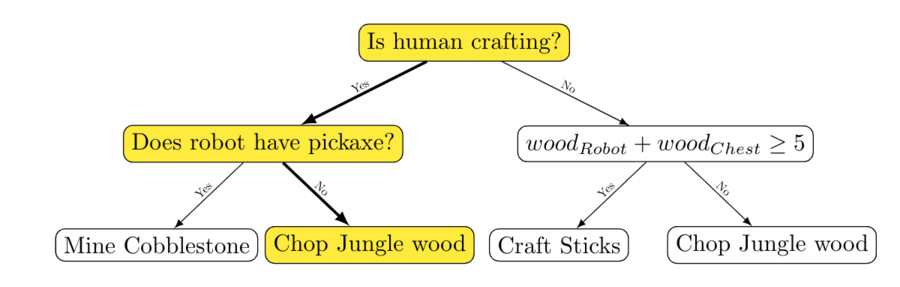 Is human crafting?
Yes
No
Does robot have pickaxe?
wood_{Robot} + wood_{Chest} ≥ 5
Yes
No
Yes
No
Mine Cobblestone
Chop Jungle wood
Craft Sticks
Chop Jungle wood